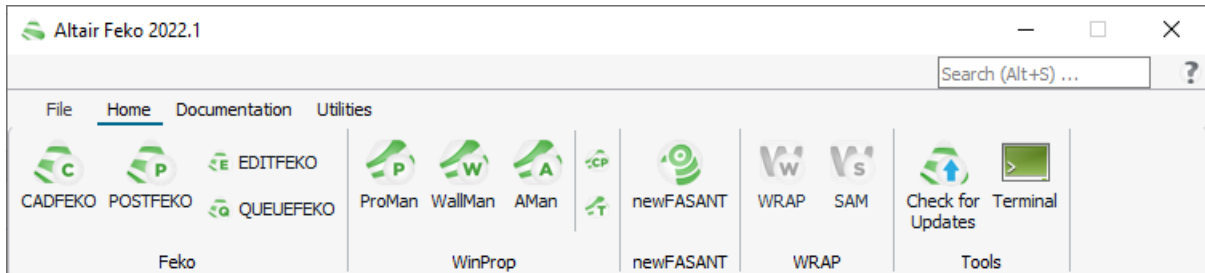 Altair Feko 2022.1
Search (Alt+S) ...
?
File Home Documentation Utilities
C P E EDITFEKO P W A CP W S
CADFEKO POSTFEKO Q QUEUEFEKO ProMan WallMan AMan T newFASANT WRAP SAM Check for Updates >_ Terminal
Feko WinProp newFASANT WRAP Tools